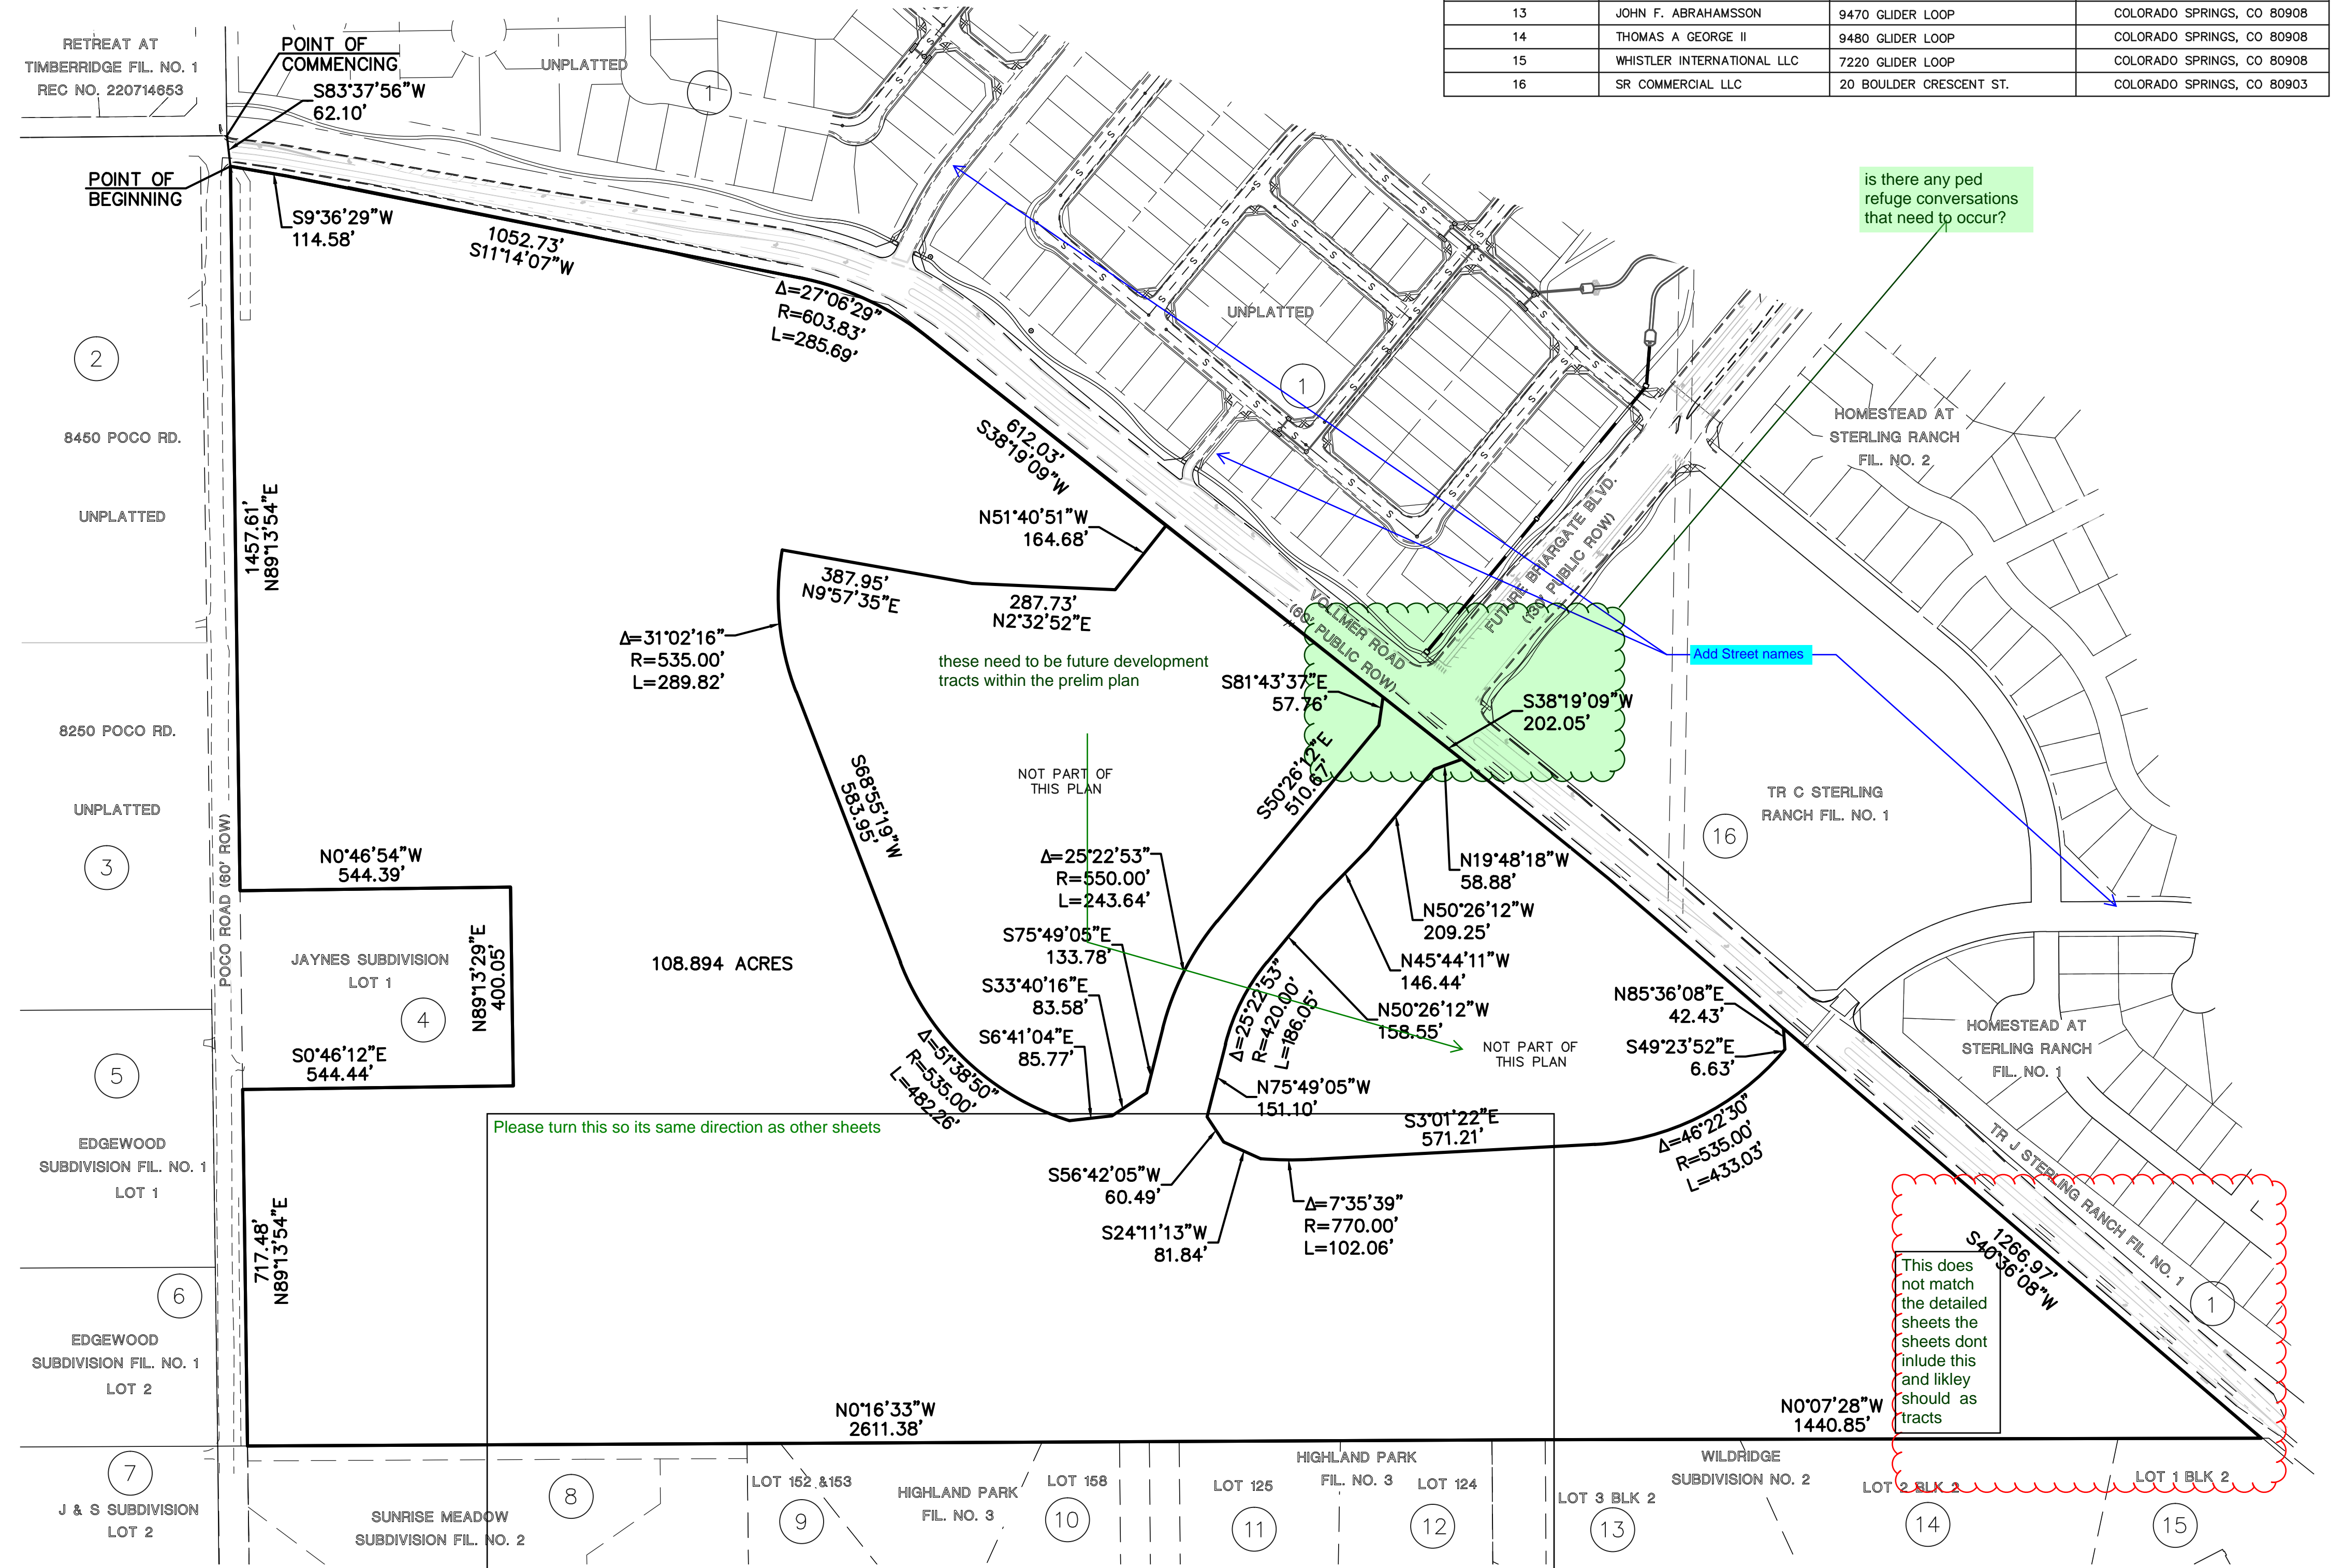 13 JOHN F. ABRAHAMSSON 9470 GLIDER LOOP COLORADO SPRINGS, CO 80908
14 THOMAS A GEORGE II 9480 GLIDER LOOP COLORADO SPRINGS, CO 80908
15 WHISTLER INTERNATIONAL LLC 7220 GLIDER LOOP COLORADO SPRINGS, CO 80908
16 SR COMMERCIAL LLC 20 BOULDER CRESCENT ST. COLORADO SPRINGS, CO 80903
RETREAT AT
TIMBERRIDGE FIL. NO. 1
REC NO. 220714653
POINT OF
COMMENCING
S83°37'56"W
62.10'
UNPLATTED
1
POINT OF
BEGINNING
S9°36'29"W
114.58'
1052.73'
S11°14'07"W
Δ=27°06'29"
R=603.83'
L=285.69'
is there any ped
refuge conversations
that need to occur?
UNPLATTED
1
2
8450 POCO RD.
UNPLATTED
1457.61'
N89°13'54"E
612.03'
S38°19'09"W
HOMESTEAD AT
STERLING RANCH
FIL. NO. 2
N51°40'51"W
164.68'
387.95'
N9°57'35"E
287.73'
N2°32'52"E
FUTURE BRIARGATE BLVD.
(130' PUBLIC ROW)
VOLLMER ROAD
(60' PUBLIC ROW)
Δ=31°02'16"
R=535.00'
L=289.82'
these need to be future development
tracts within the prelim plan
Add Street names
S81°43'37"E
57.76'
S38°19'09"W
202.05'
8250 POCO RD.
UNPLATTED
3
POCO ROAD (60' ROW)
S68°55'19"W
583.95'
NOT PART OF
THIS PLAN
S50°26'12"E
510.67'
TR C STERLING
RANCH FIL. NO. 1
16
N0°46'54"W
544.39'
Δ=25°22'53"
R=550.00'
L=243.64'
N19°48'18"W
58.88'
N50°26'12"W
209.25'
JAYNES SUBDIVISION
LOT 1
4
N89°13'29"E
400.05'
108.894 ACRES
S75°49'05"E
133.78'
S33°40'16"E
83.58'
S6°41'04"E
85.77'
N45°44'11"W
146.44'
N50°26'12"W
158.55'
Δ=25°22'53"
R=420.00'
L=186.05'
N85°36'08"E
42.43'
S49°23'52"E
6.63'
HOMESTEAD AT
STERLING RANCH
FIL. NO. 1
S0°46'12"E
544.44'
5
Δ=51°38'50"
R=535.00'
L=482.26'
NOT PART OF
THIS PLAN
N75°49'05"W
151.10'
Please turn this so its same direction as other sheets
S3°01'22"E
571.21'
Δ=46°22'30"
R=535.00'
L=433.03'
EDGEWOOD
SUBDIVISION FIL. NO. 1
LOT 1
TR J STERLING RANCH FIL. NO. 1
S56°42'05"W
60.49'
S24°11'13"W
81.84'
Δ=7°35'39"
R=770.00'
L=102.06'
717.48'
N89°13'54"E
6
EDGEWOOD
SUBDIVISION FIL. NO. 1
LOT 2
1266.97'
S40°36'08"W
This does
not match
the detailed
sheets the
sheets dont
inlude this
and likley
should as
tracts
1
N0°16'33"W
2611.38'
N0°07'28"W
1440.85'
7
J & S SUBDIVISION
LOT 2
8
SUNRISE MEADOW
SUBDIVISION FIL. NO. 2
LOT 152 &153
9
HIGHLAND PARK
FIL. NO. 3
LOT 158
10
LOT 125
11
HIGHLAND PARK
FIL. NO. 3
LOT 124
12
LOT 3 BLK 2
13
WILDRIDGE
SUBDIVISION NO. 2
LOT 2 BLK 2
14
LOT 1 BLK 2
15